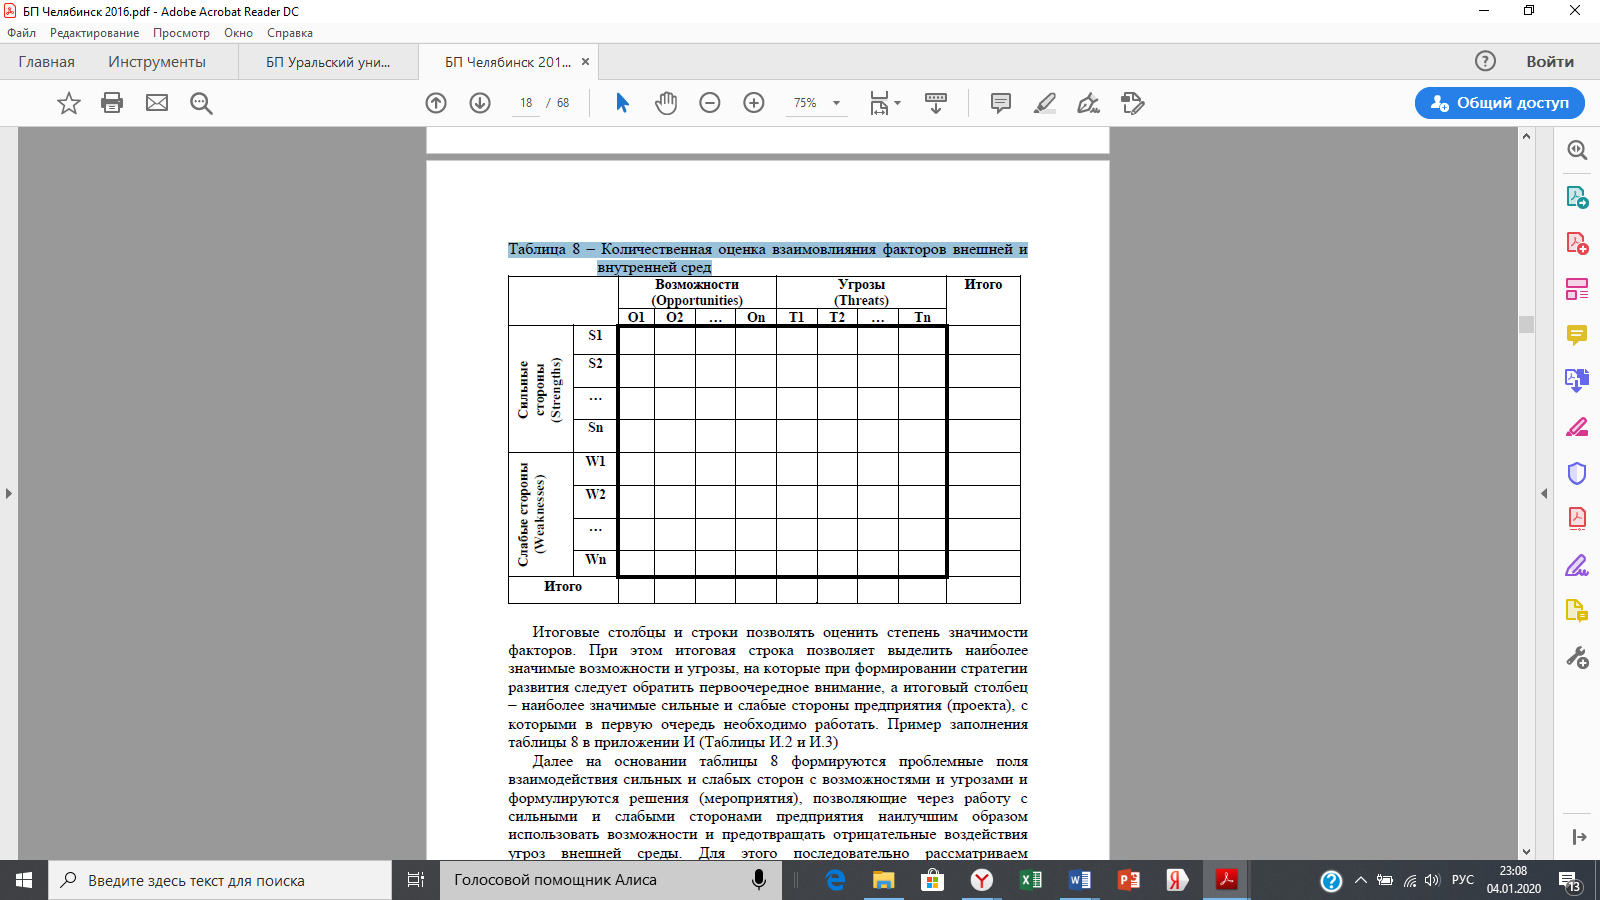 БП Челябинск 2016.pdf - Adobe Acrobat Reader DC
Файл Редактирование Просмотр Окно Справка
Главная Инструменты БП Уральский уни... БП Челябинск 201... × ? Войти
18 / 68 75% Общий доступ
Таблица 8 – Количественная оценка взаимовлияния факторов внешней и
внутренней сред
Возможности
(Opportunities)
Угрозы
(Threats)
Итого
O1 O2 … On T1 T2 … Tn
Сильные
стороны
(Strengths)
S1
S2
…
Sn
Слабые стороны
(Weaknesses)
W1
W2
…
Wn
Итого
Итоговые столбцы и строки позволять оценить степень значимости
факторов. При этом итоговая строка позволяет выделить наиболее
значимые возможности и угрозы, на которые при формировании стратегии
развития следует обратить первоочередное внимание, а итоговый столбец
– наиболее значимые сильные и слабые стороны предприятия (проекта), с
которыми в первую очередь необходимо работать. Пример заполнения
таблицы 8 в приложении И (Таблицы И.2 и И.3)
Далее на основании таблицы 8 формируются проблемные поля
взаимодействия сильных и слабых сторон с возможностями и угрозами и
формулируются решения (мероприятия), позволяющие через работу с
сильными и слабыми сторонами предприятия наилучшим образом
использовать возможности и предотвращать отрицательные воздействия
угроз внешней среды. Для этого последовательно рассматриваем
Введите здесь текст для поиска Голосовой помощник Алиса РУС 23:08
04.01.2020 13